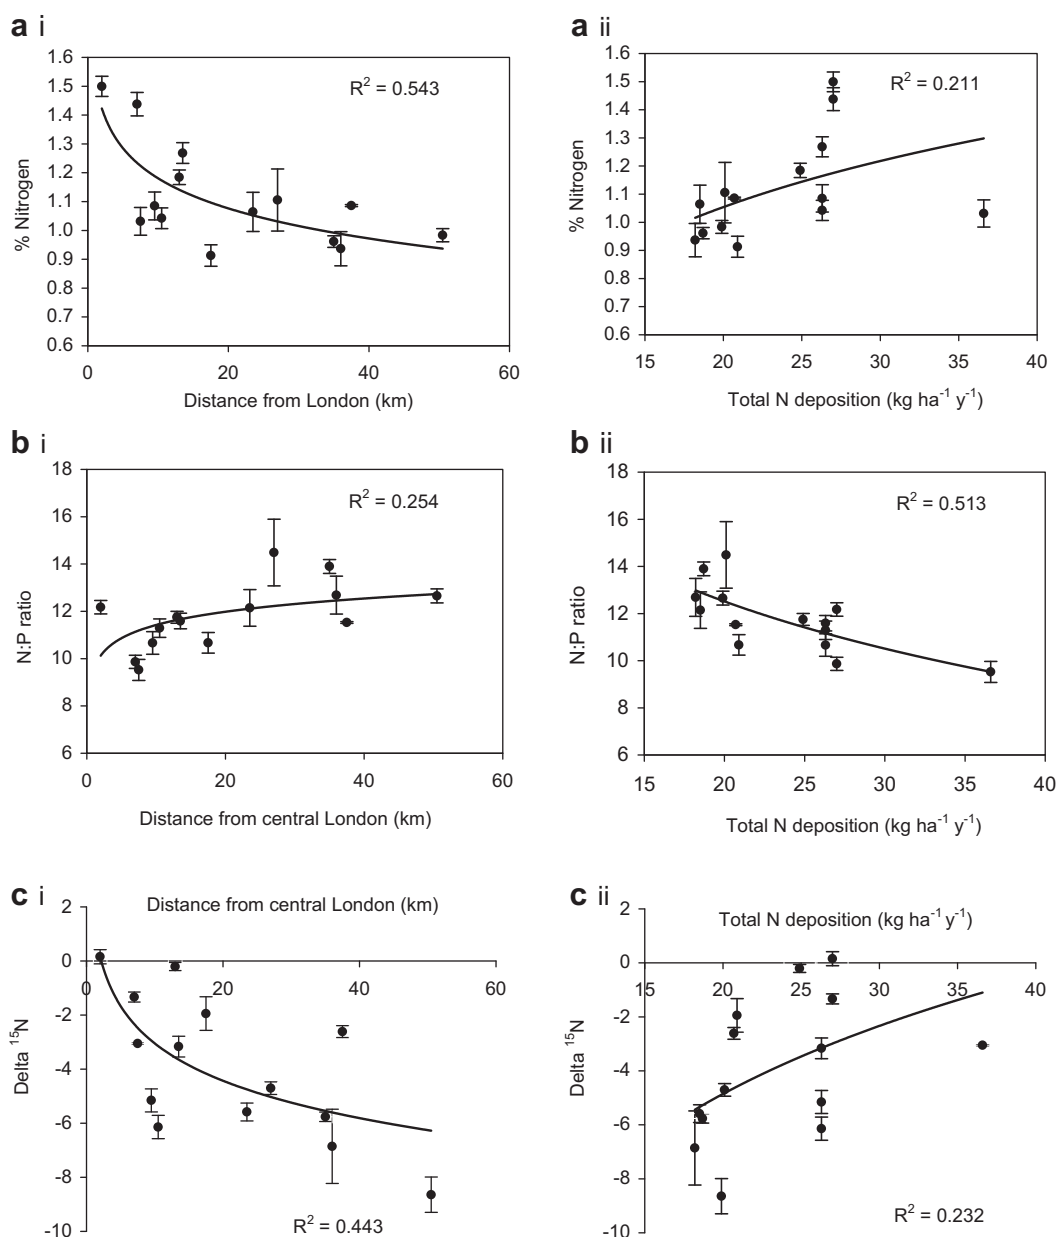 a i
1.6
1.5
1.4
1.3
1.2
1.1
1.0
0.9
0.8
0.7
0.6
% Nitrogen
R² = 0.543
0 20 40 60
Distance from London (km)
a ii
1.6
1.5
1.4
1.3
1.2
1.1
1.0
0.9
0.8
0.7
0.6
% Nitrogen
R² = 0.211
15 20 25 30 35 40
Total N deposition (kg ha⁻¹ y⁻¹)
b i
18
16
14
12
10
8
6
N:P ratio
R² = 0.254
0 20 40 60
Distance from central London (km)
b ii
18
16
14
12
10
8
6
N:P ratio
R² = 0.513
15 20 25 30 35 40
Total N deposition (kg ha⁻¹ y⁻¹)
c i
Distance from central London (km)
2
0
-2
-4
-6
-8
-10
Delta ¹⁵N
0 20 40 60
R² = 0.443
c ii
Total N deposition (kg ha⁻¹ y⁻¹)
2
0
-2
-4
-6
-8
-10
Delta ¹⁵N
15 20 25 30 35 40
R² = 0.232